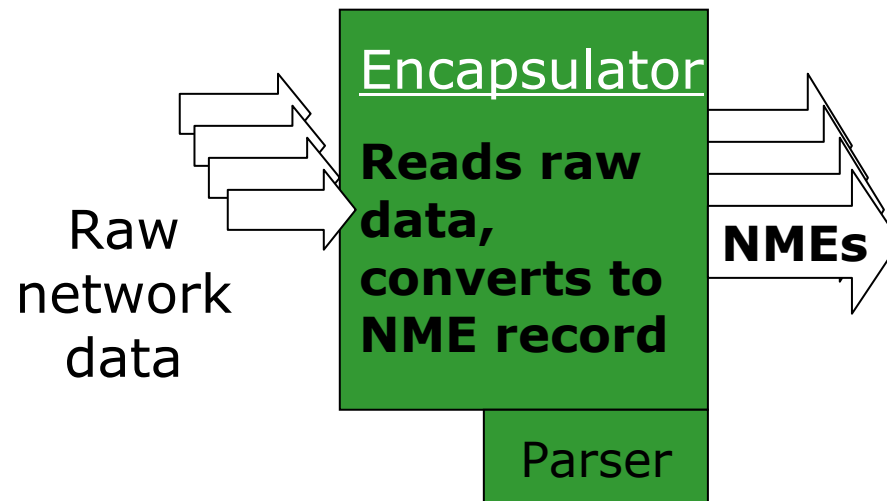 Encapsulator
Reads raw
data,
converts to
NME record
Raw
network
data
NMEs
Parser